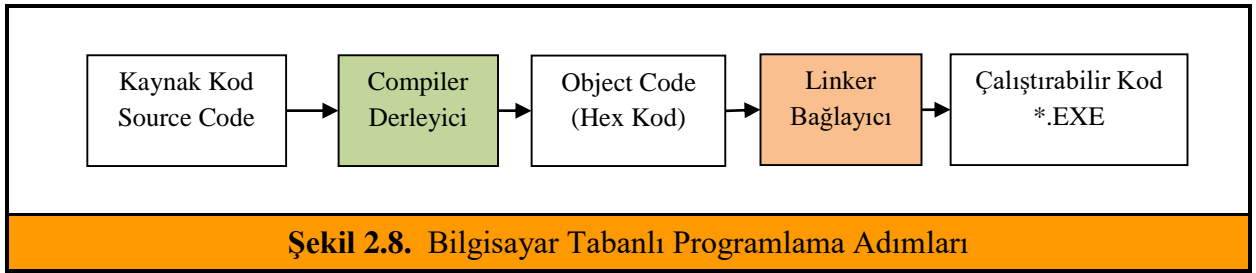 Kaynak Kod
Source Code
Compiler
Derleyici
Object Code
(Hex Kod)
Linker
Bağlayıcı
Çalıştırabilir Kod
*.EXE
Şekil 2.8. Bilgisayar Tabanlı Programlama Adımları